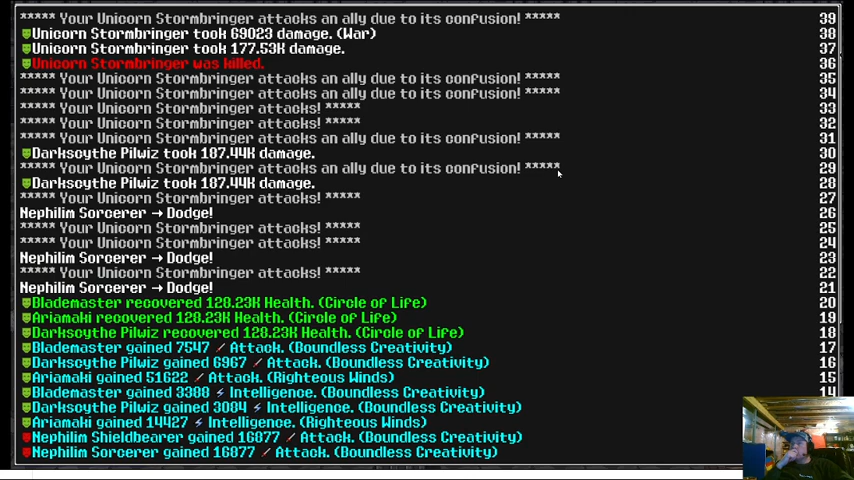 ***** Your Unicorn Stormbringer attacks an ally due to its confusion! ***** 39
Unicorn Stormbringer took 69023 damage. (War) 38
Unicorn Stormbringer took 177.53K damage. 37
Unicorn Stormbringer was killed. 36
***** Your Unicorn Stormbringer attacks an ally due to its confusion! ***** 35
***** Your Unicorn Stormbringer attacks an ally due to its confusion! ***** 34
***** Your Unicorn Stormbringer attacks! ***** 33
***** Your Unicorn Stormbringer attacks! ***** 32
***** Your Unicorn Stormbringer attacks an ally due to its confusion! ***** 31
Darkscythe Pilwiz took 187.44K damage. 30
***** Your Unicorn Stormbringer attacks an ally due to its confusion! ***** 29
Darkscythe Pilwiz took 187.44K damage. 28
***** Your Unicorn Stormbringer attacks! ***** 27
Nephilim Sorcerer → Dodge! 26
***** Your Unicorn Stormbringer attacks! ***** 25
***** Your Unicorn Stormbringer attacks! ***** 24
Nephilim Sorcerer → Dodge! 23
***** Your Unicorn Stormbringer attacks! ***** 22
Nephilim Sorcerer → Dodge! 21
Blademaster recovered 128.23K Health. (Circle of Life) 20
Ariamaki recovered 128.23K Health. (Circle of Life) 19
Darkscythe Pilwiz recovered 128.23K Health. (Circle of Life) 18
Blademaster gained 7547 Attack. (Boundless Creativity) 17
Darkscythe Pilwiz gained 6967 Attack. (Boundless Creativity) 16
Ariamaki gained 51622 Attack. (Righteous Winds) 15
Blademaster gained 3388 Intelligence. (Boundless Creativity) 14
Darkscythe Pilwiz gained 3084 Intelligence. (Boundless Creativity)
Ariamaki gained 14427 Intelligence. (Righteous Winds)
Nephilim Shieldbearer gained 16877 Attack. (Boundless Creativity)
Nephilim Sorcerer gained 16877 Attack. (Boundless Creativity)